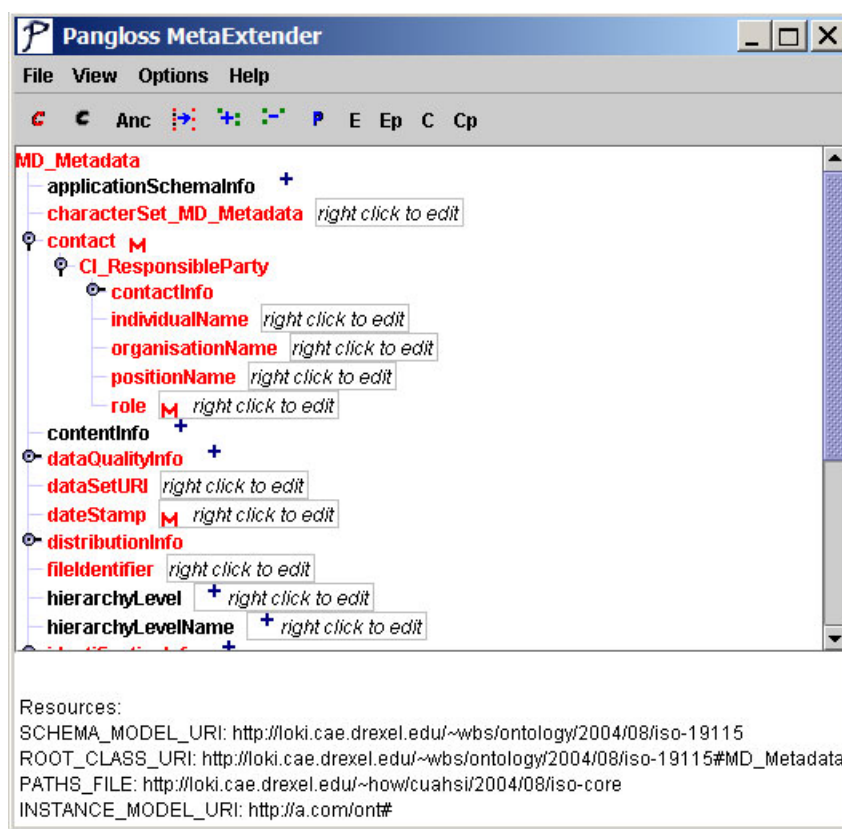 P Pangloss MetaExtender
File View Options Help
C C Anc P E Ep C Cp
MD_Metadata
applicationSchemaInfo +
characterSet_MD_Metadata right click to edit
contact M
CI_ResponsibleParty
contactInfo
individualName right click to edit
organisationName right click to edit
positionName right click to edit
role M right click to edit
contentInfo +
dataQualityInfo +
dataSetURI right click to edit
dateStamp M right click to edit
distributionInfo
fileIdentifier right click to edit
hierarchyLevel + right click to edit
hierarchyLevelName + right click to edit
Resources:
SCHEMA_MODEL_URI: http://loki.cae.drexel.edu/~wbs/ontology/2004/08/iso-19115
ROOT_CLASS_URI: http://loki.cae.drexel.edu/~wbs/ontology/2004/08/iso-19115#MD_Metadata
PATHS_FILE: http://loki.cae.drexel.edu/~how/cuahsi/2004/08/iso-core
INSTANCE_MODEL_URI: http://a.com/ont#